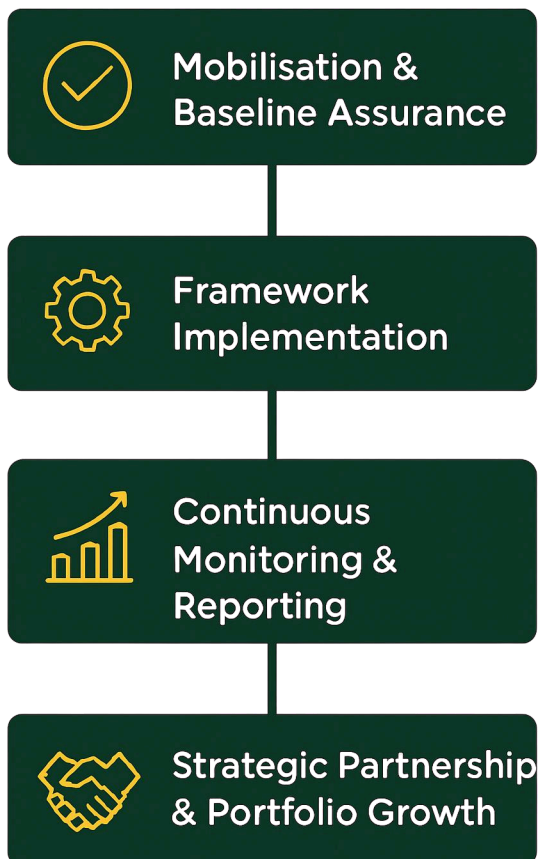 Mobilisation &
Baseline Assurance
Framework
Implementation
Continuous
Monitoring &
Reporting
Strategic Partnership
& Portfolio Growth